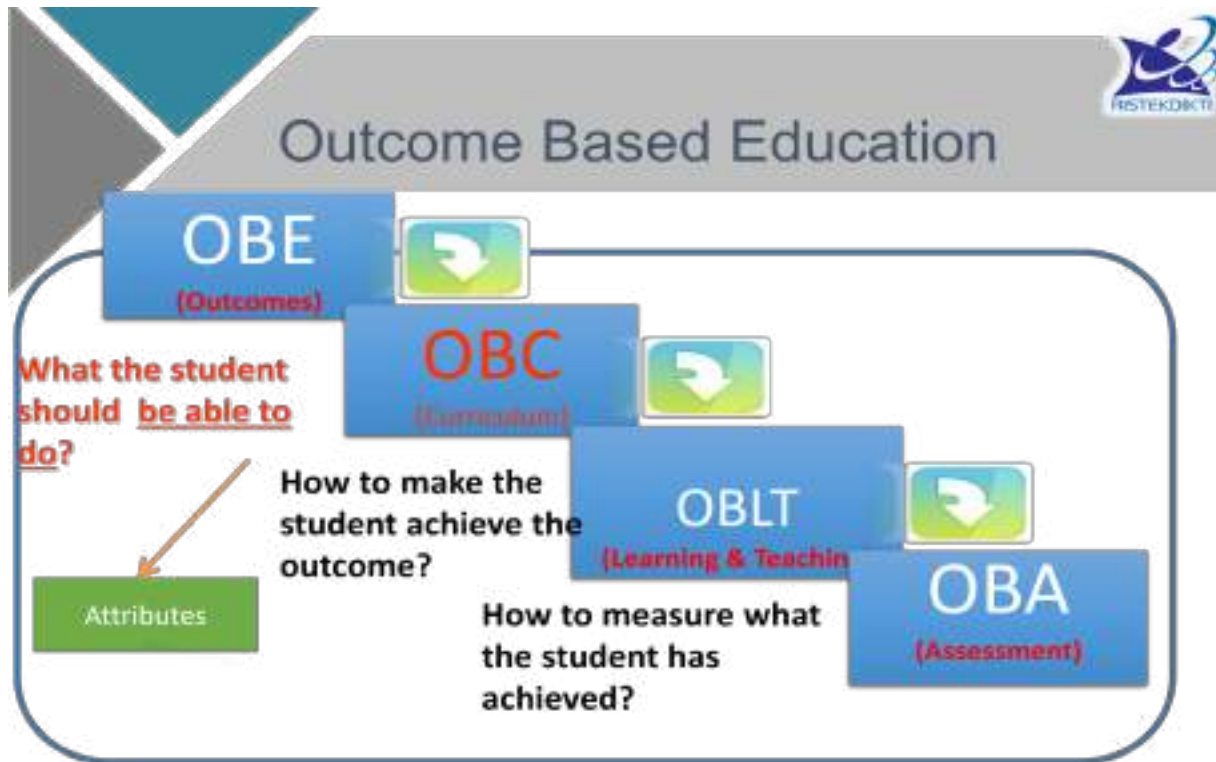 RISTEKDIKTI
Outcome Based Education
OBE
(Outcomes)
OBC
(Curriculum)
What the student
should be able to
do?
How to make the
student achieve the
outcome?
OBLT
(Learning & Teachin
Attributes
OBA
(Assessment)
How to measure what
the student has
achieved?